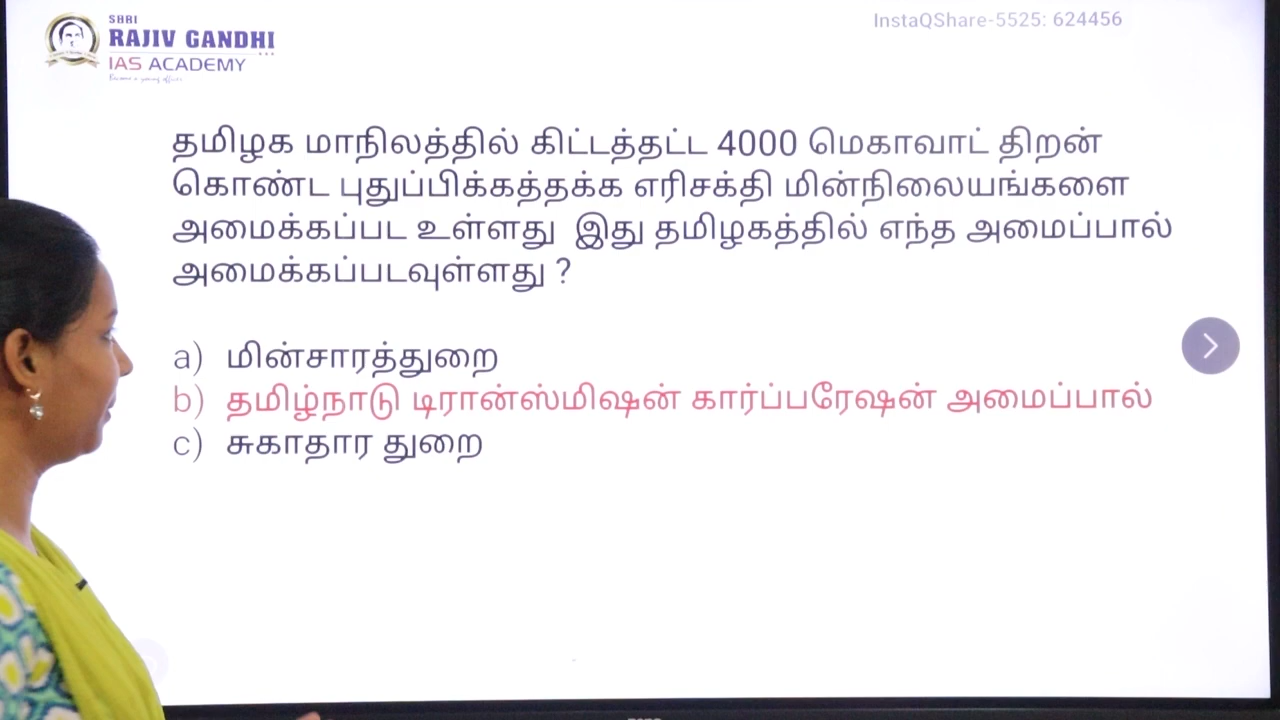 SHRI
RAJIV GANDHI
IAS ACADEMY
InstaQShare-5525: 624456
தமிழக மாநிலத்தில் கிட்டத்தட்ட 4000 மெகாவாட் திறன்
கொண்ட புதுப்பிக்கத்தக்க எரிசக்தி மின்நிலையங்களை
அமைக்கப்பட உள்ளது இது தமிழகத்தில் எந்த அமைப்பால்
அமைக்கப்படவுள்ளது ?
a) மின்சாரத்துறை
b) தமிழ்நாடு டிரான்ஸ்மிஷன் கார்ப்பரேஷன் அமைப்பால்
c) சுகாதார துறை